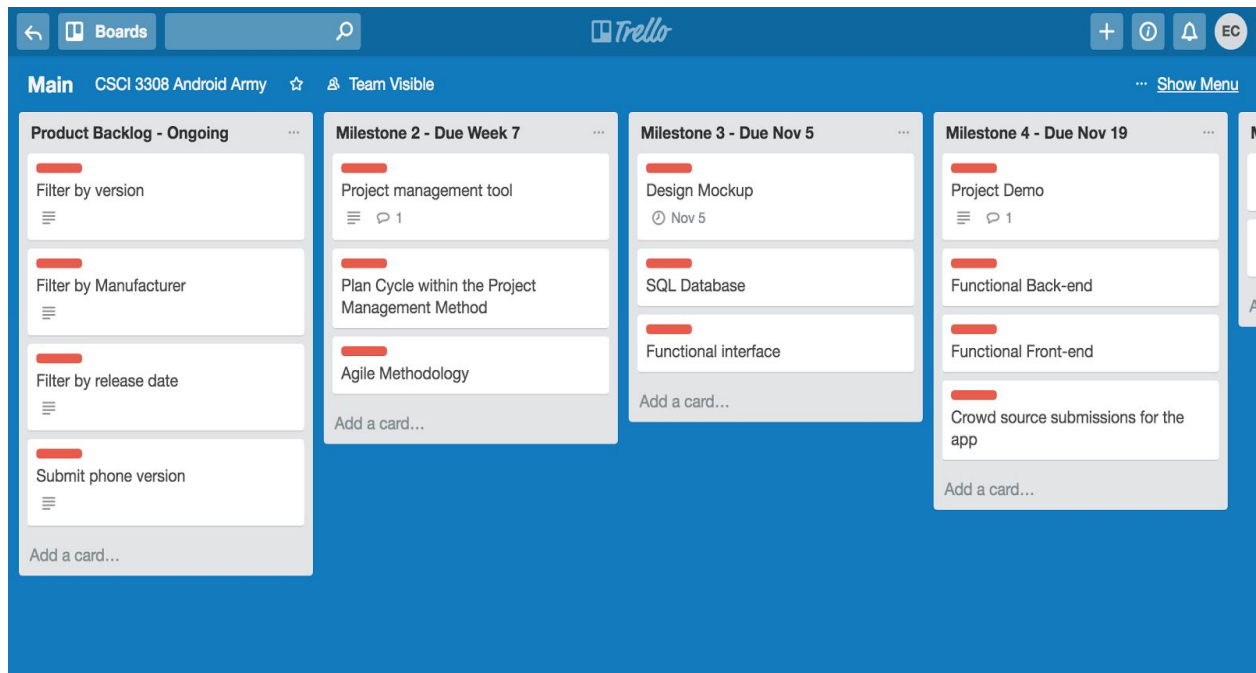 Boards
Trello
EC
Main CSCI 3308 Android Army Team Visible ... Show Menu
Product Backlog - Ongoing
Filter by version
Filter by Manufacturer
Filter by release date
Submit phone version
Add a card...
Milestone 2 - Due Week 7
Project management tool
1
Plan Cycle within the Project
Management Method
Agile Methodology
Add a card...
Milestone 3 - Due Nov 5
Design Mockup
Nov 5
SQL Database
Functional interface
Add a card...
Milestone 4 - Due Nov 19
Project Demo
1
Functional Back-end
Functional Front-end
Crowd source submissions for the
app
Add a card...